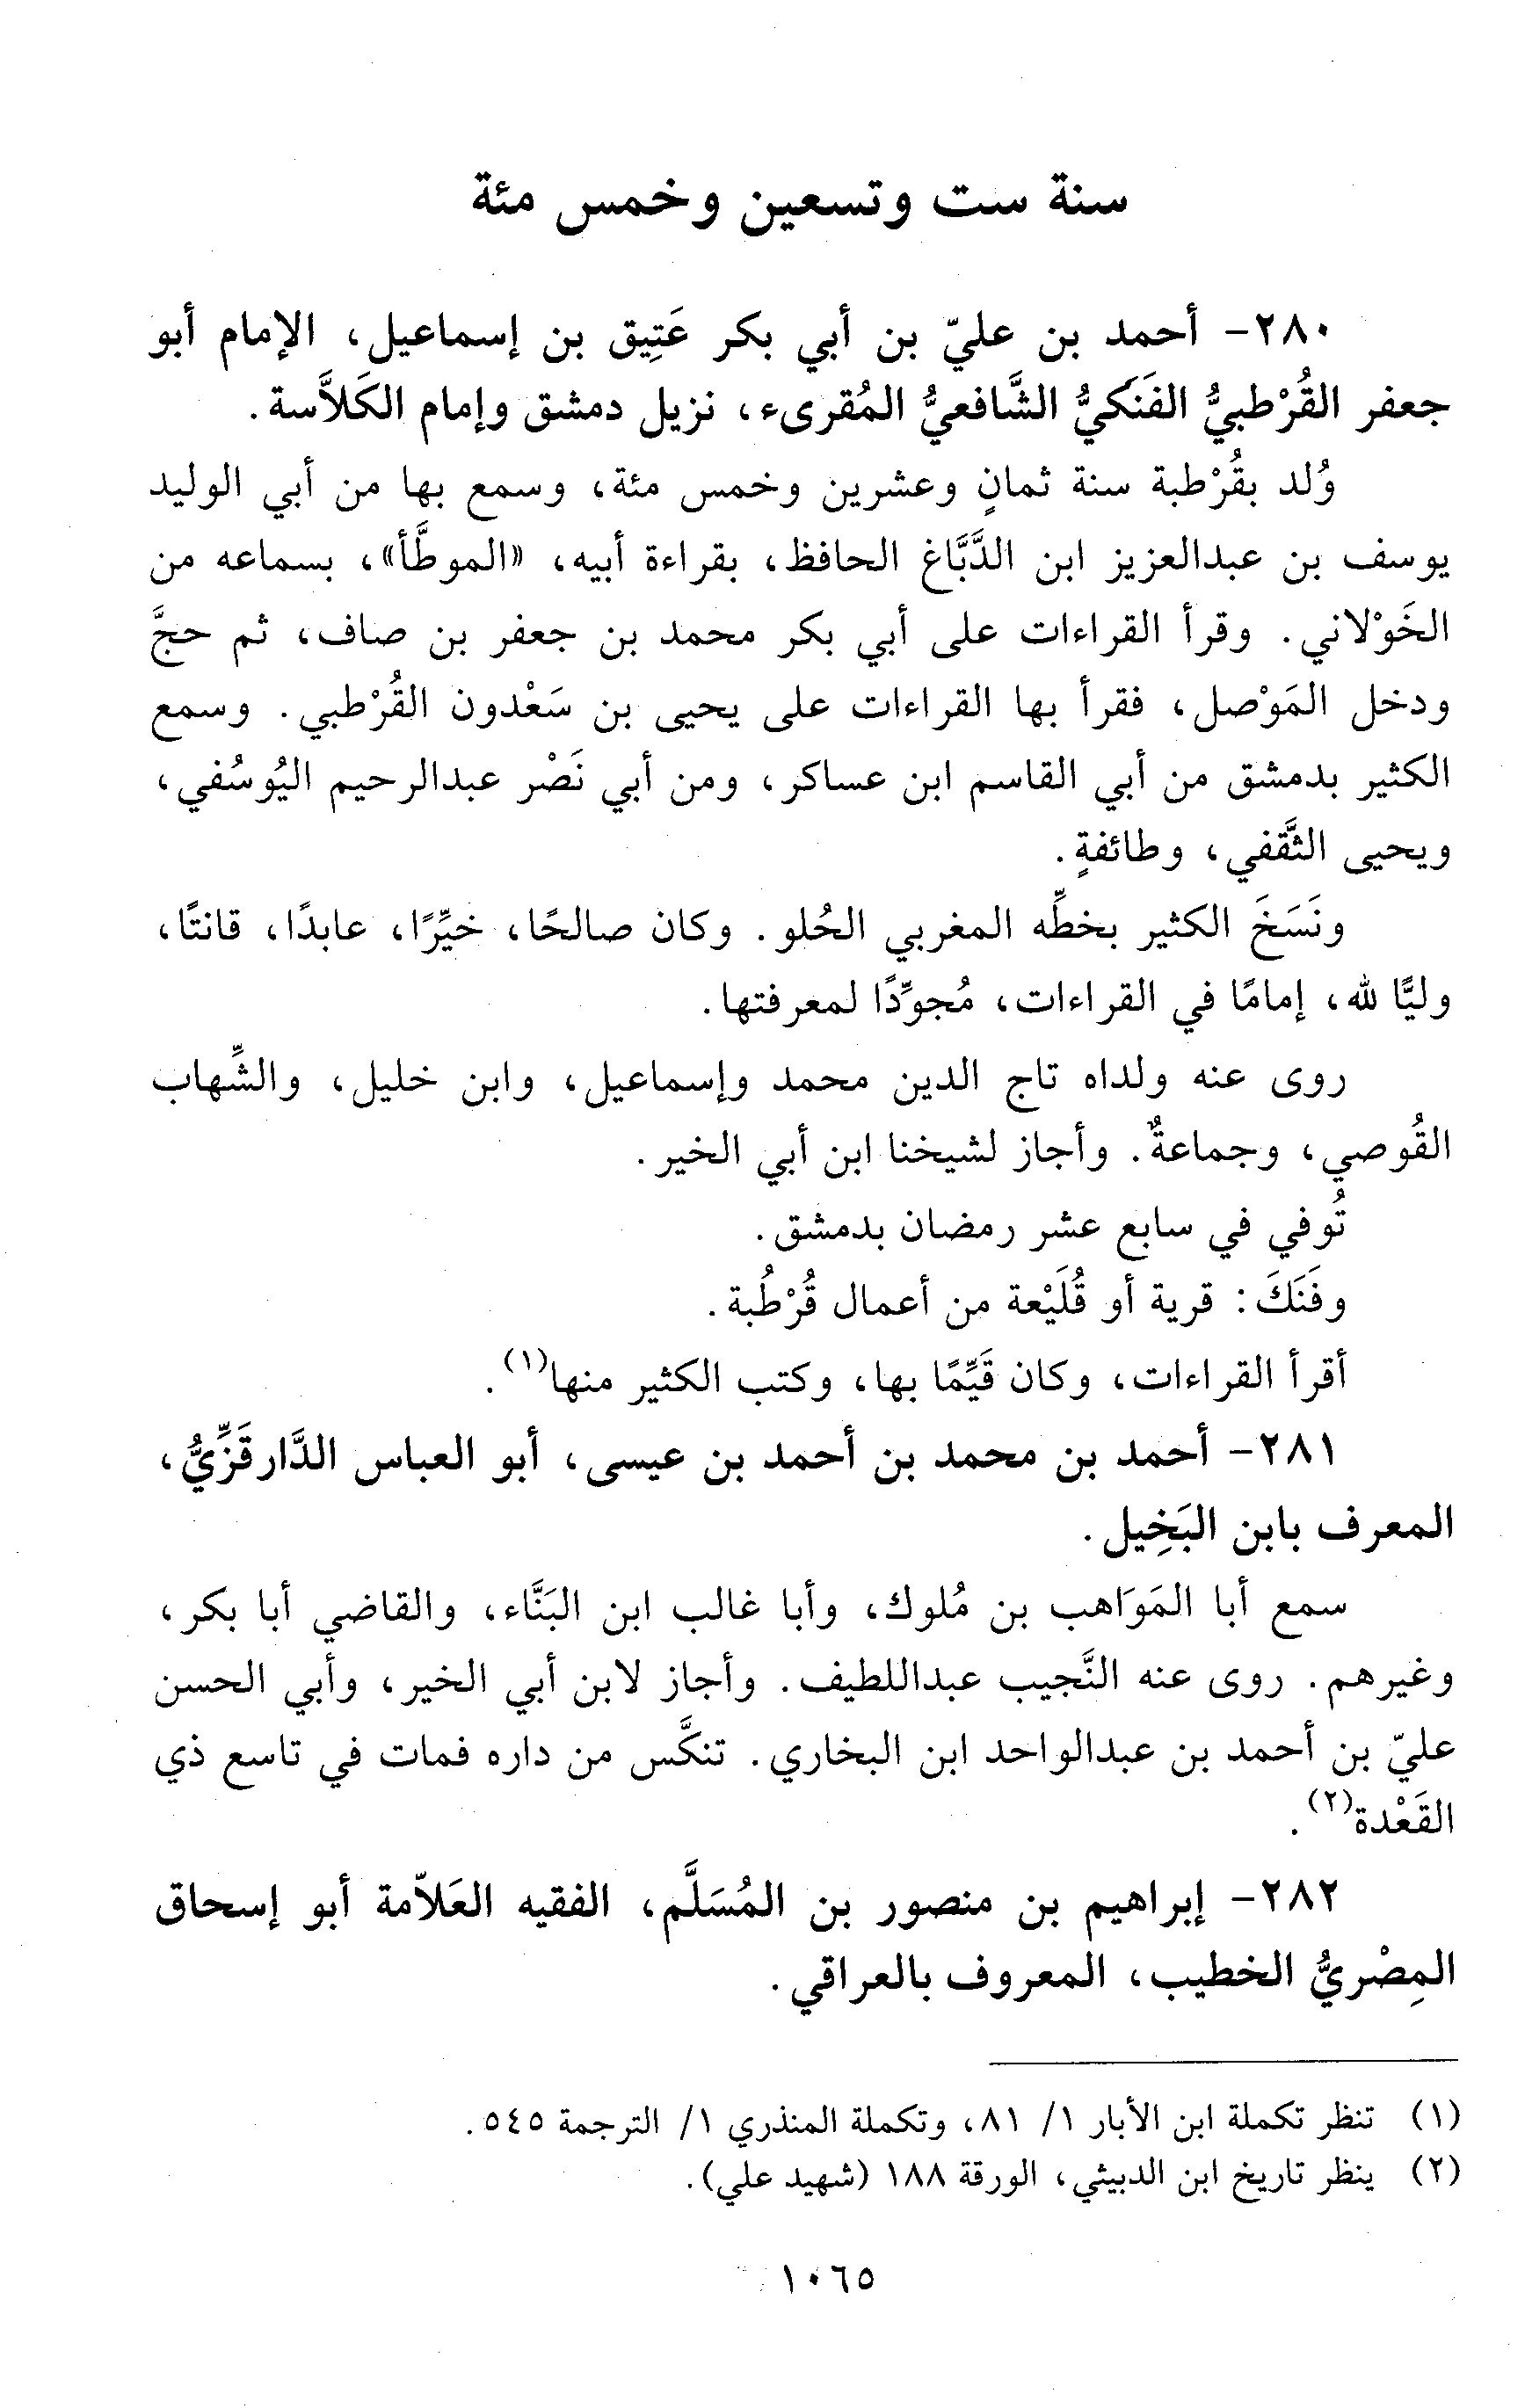 سنة ست وتسعين وخمس مئة
٢٨٠- أحمد بن عليّ بن أبي بكر عَتِيق بن إسماعيل، الإمام أبو
جعفر القُرْطبيُّ الفَنَكيُّ الشَّافعيُّ المُقرىء، نزيل دمشق وإمام الكَلاَّسة.
وُلد بقُرْطبة سنة ثمانٍ وعشرين وخمس مئة، وسمع بها من أبي الوليد
يوسف بن عبدالعزيز ابن الدَّبَّاغ الحافظ، بقراءة أبيه، «الموطَّأ»، بسماعه من
الخَوْلاني. وقرأ القراءات على أبي بكر محمد بن جعفر بن صاف، ثم حجَّ
ودخل المَوْصل، فقرأ بها القراءات على يحيى بن سَعْدون القُرْطبي. وسمع
الكثير بدمشق من أبي القاسم ابن عساكر، ومن أبي نَصْر عبدالرحيم اليُوسُفي،
ويحيى الثَّقفي، وطائفةٍ.
ونَسَخَ الكثير بخطِّه المغربي الحُلو. وكان صالحًا، خيِّرًا، عابدًا، قانتًا،
وليًّا لله، إمامًا في القراءات، مُجوِّدًا لمعرفتها.
روى عنه ولداه تاج الدين محمد وإسماعيل، وابن خليل، والشِّهاب
القُوصي، وجماعةٌ. وأجاز لشيخنا ابن أبي الخير.
تُوفي في سابع عشر رمضان بدمشق.
وفَنَكَ: قرية أو قُلَيْعة من أعمال قُرْطُبة.
أقرأ القراءات، وكان قَيِّمًا بها، وكتب الكثير منها(١).
٢٨١- أحمد بن محمد بن أحمد بن عيسى، أبو العباس الدَّارقَزِّيُّ،
المعرف بابن البَخِيل.
سمع أبا المَوَاهب بن مُلوك، وأبا غالب ابن البَنَّاء، والقاضي أبا بكر،
وغيرهم. روى عنه النَّجيب عبداللطيف. وأجاز لابن أبي الخير، وأبي الحسن
عليّ بن أحمد بن عبدالواحد ابن البخاري. تنكَّس من داره فمات في تاسع ذي
القَعْدة(٢).
٢٨٢- إبراهيم بن منصور بن المُسَلَّم، الفقيه العَلاّمة أبو إسحاق
المِصْريُّ الخطيب، المعروف بالعراقي.
(١) تنظر تكملة ابن الأبار ١/ ٨١، وتكملة المنذري ١/ الترجمة ٥٤٥.
(٢) ينظر تاريخ ابن الدبيثي، الورقة ١٨٨ (شهيد علي).
١٠٦٥